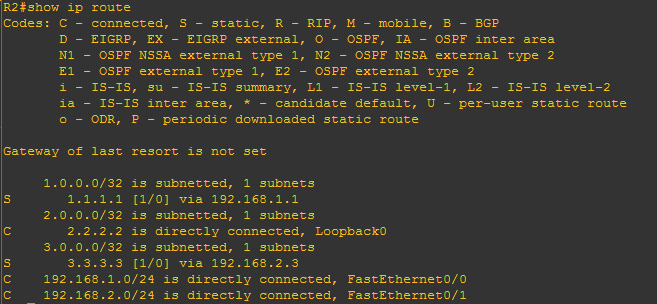 R2#show ip route
Codes: C - connected, S - static, R - RIP, M - mobile, B - BGP
       D - EIGRP, EX - EIGRP external, O - OSPF, IA - OSPF inter area
       N1 - OSPF NSSA external type 1, N2 - OSPF NSSA external type 2
       E1 - OSPF external type 1, E2 - OSPF external type 2
       i - IS-IS, su - IS-IS summary, L1 - IS-IS level-1, L2 - IS-IS level-2
       ia - IS-IS inter area, * - candidate default, U - per-user static route
       o - ODR, P - periodic downloaded static route
Gateway of last resort is not set
     1.0.0.0/32 is subnetted, 1 subnets
S       1.1.1.1 [1/0] via 192.168.1.1
     2.0.0.0/32 is subnetted, 1 subnets
C       2.2.2.2 is directly connected, Loopback0
     3.0.0.0/32 is subnetted, 1 subnets
S       3.3.3.3 [1/0] via 192.168.2.3
C    192.168.1.0/24 is directly connected, FastEthernet0/0
C    192.168.2.0/24 is directly connected, FastEthernet0/1